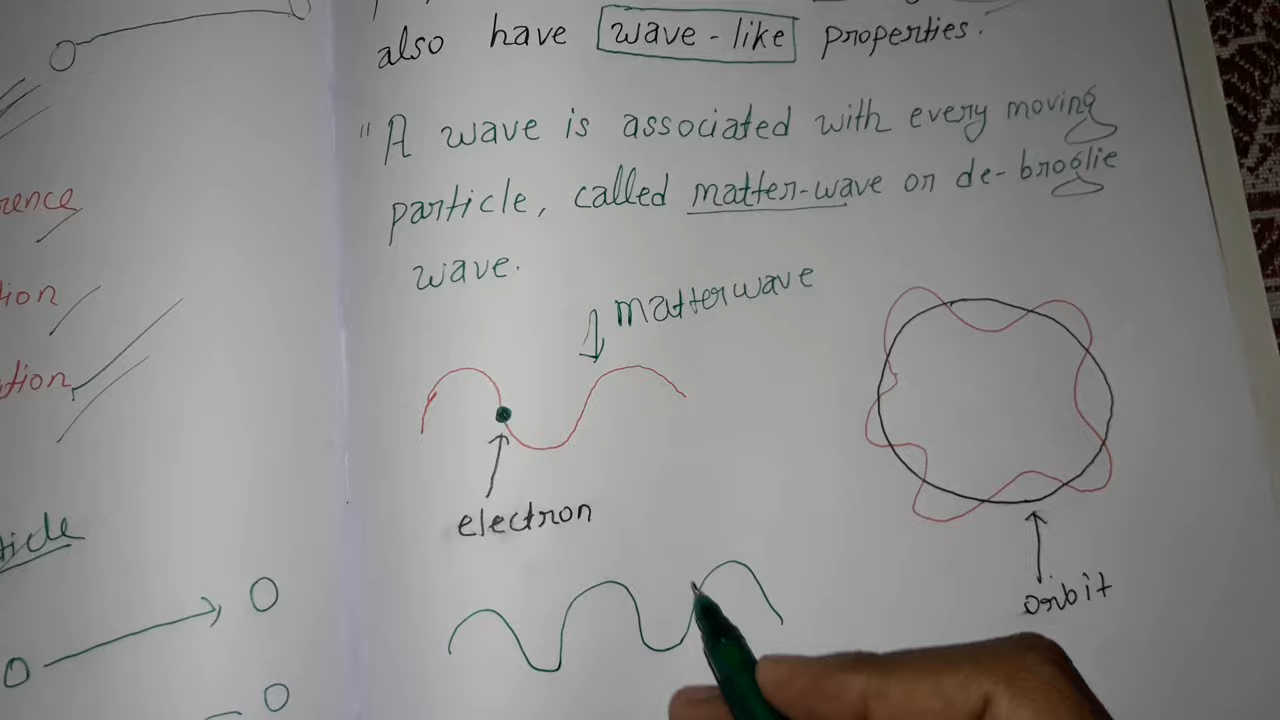 also have wave-like properties.
"A wave is associated with every moving
particle, called matter-wave or de-broglie
wave.
matterwave
electron
orbit